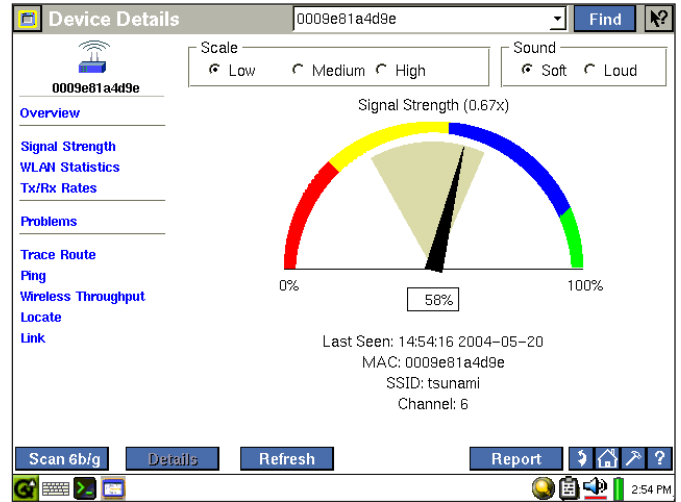 Device Details
0009e81a4d9e
Find
?
0009e81a4d9e
Overview
Signal Strength
WLAN Statistics
Tx/Rx Rates
Problems
Trace Route
Ping
Wireless Throughput
Locate
Link
Scale
Low
Medium
High
Sound
Soft
Loud
Signal Strength (0.67x)
0%
100%
58%
Last Seen: 14:54:16 2004-05-20
MAC: 0009e81a4d9e
SSID: tsunami
Channel: 6
Scan 6b/g
Details
Refresh
Report
?
2:54 PM